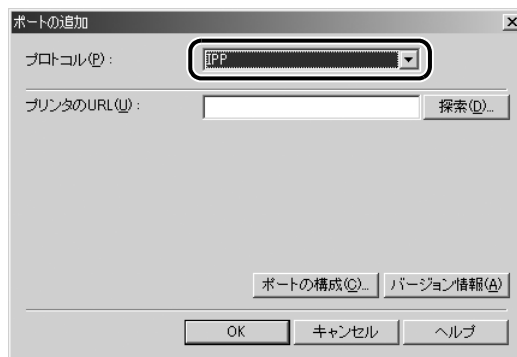 ポートの追加
プロトコル(P):
IPP
プリンタのURL(U):
探索(D)...
ポートの構成(C)...
バージョン情報(A)
OK
キャンセル
ヘルプ